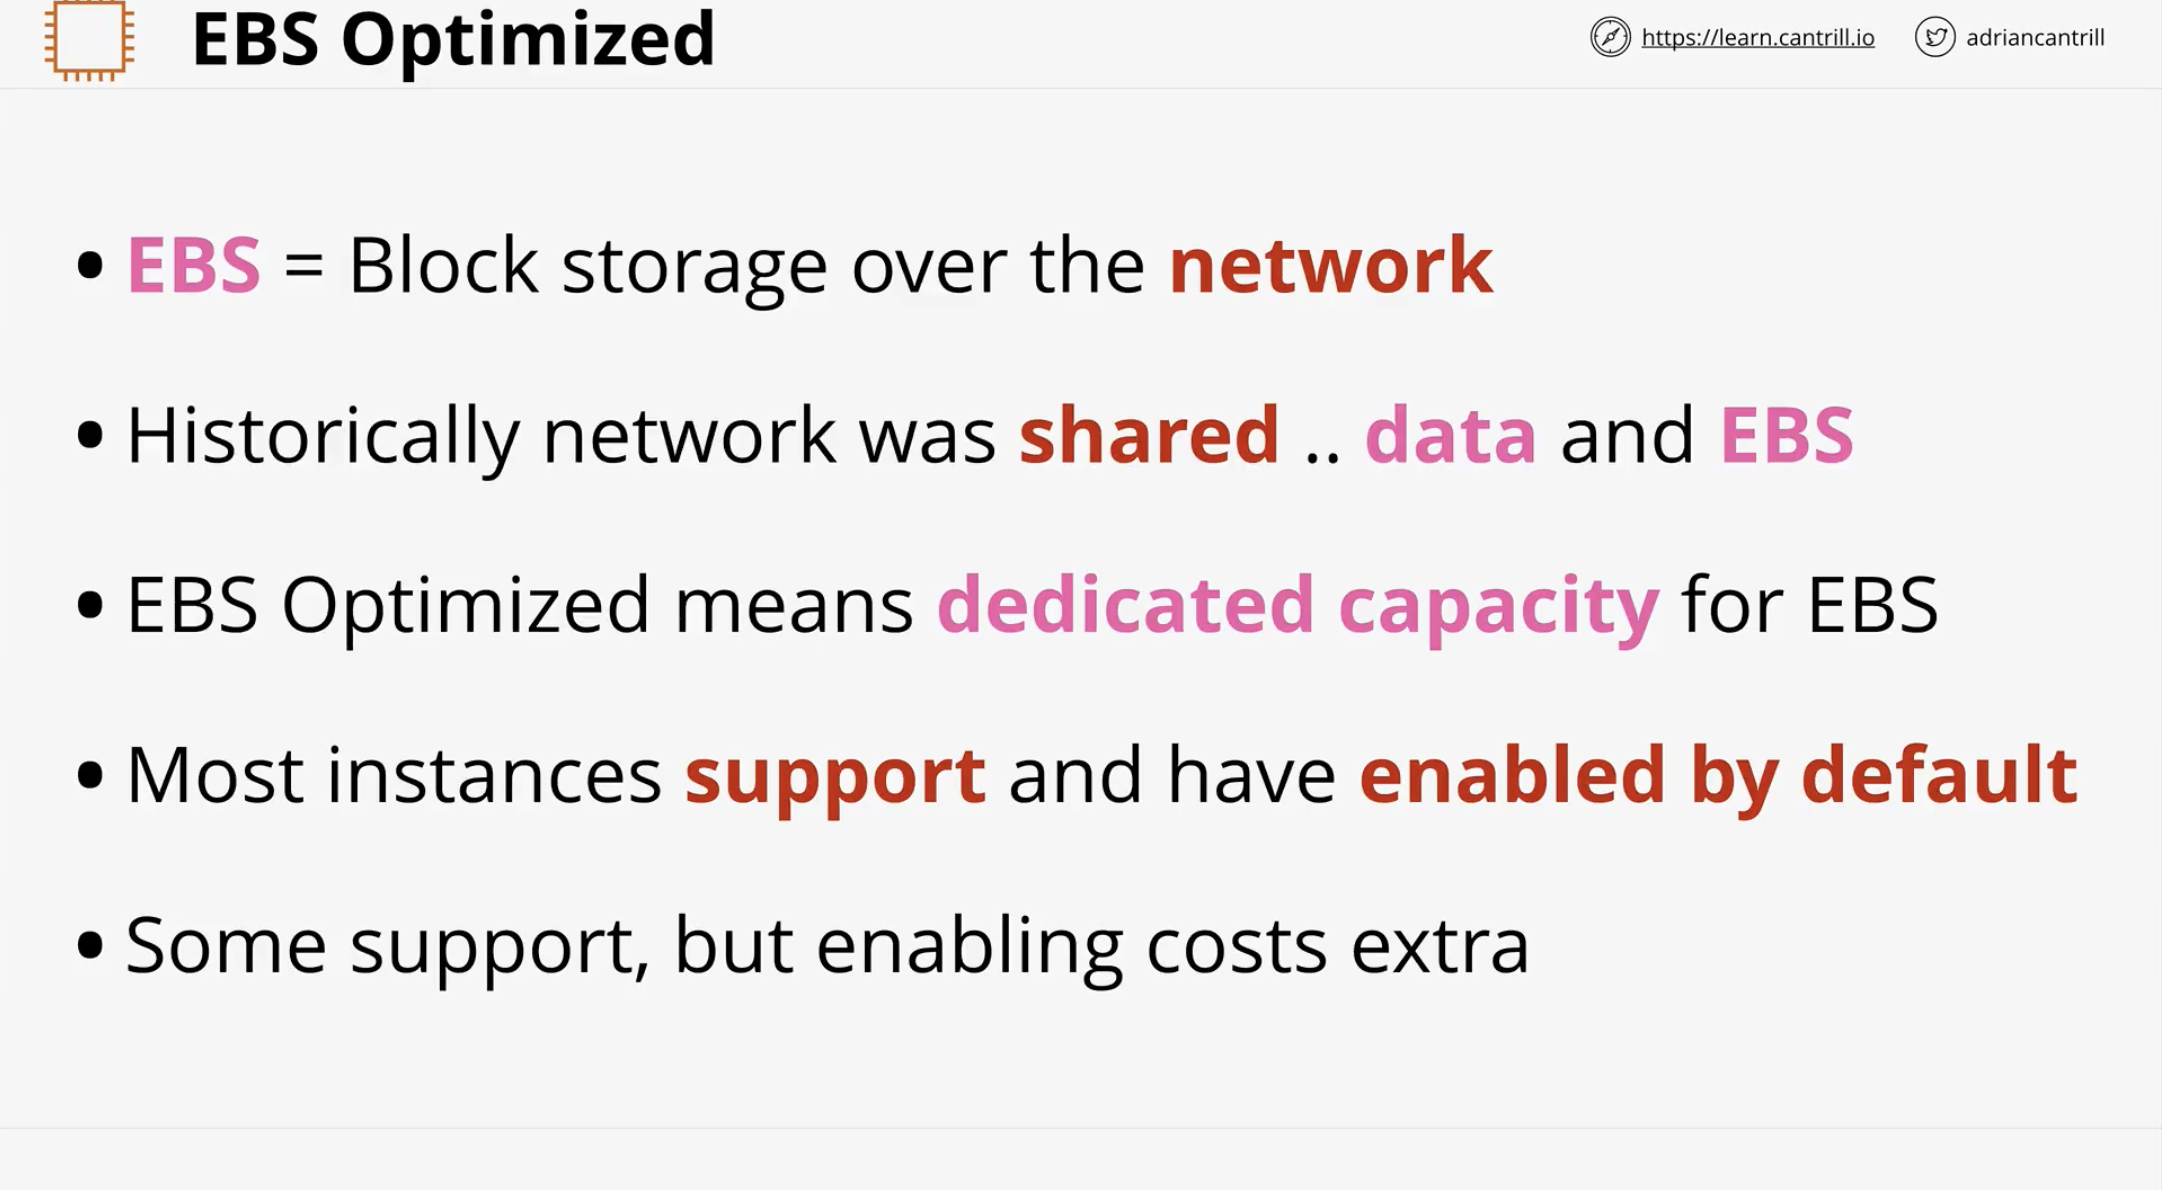 EBS Optimized
https://learn.cantrill.io
adriancantrill
• EBS = Block storage over the network
• Historically network was shared .. data and EBS
• EBS Optimized means dedicated capacity for EBS
• Most instances support and have enabled by default
• Some support, but enabling costs extra